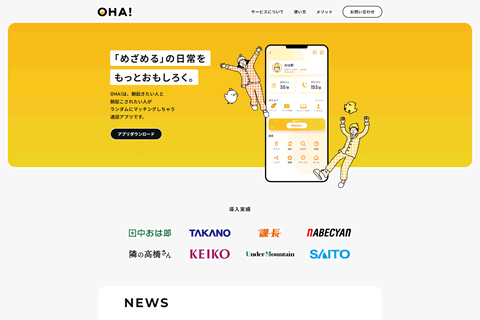 OHA!
サービスについて 使い方 メリット お問い合わせ
「めざめる」の日常を
もっとおもしろく。
OHA!は、朝起きたい人と
朝起こされたい人が
ランダムにマッチングしちゃう
通話アプリです。
アプリダウンロード
35
153
導入実績
田中おは郎 TAKANO 課長 NABECYAN
隣の高橋さん KEIKO UnderMountain SAITO
NEWS